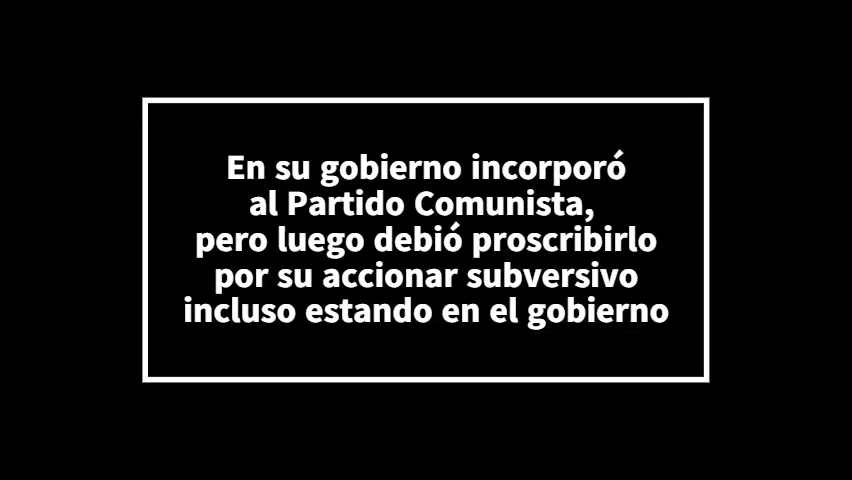 En su gobierno incorporó
al Partido Comunista,
pero luego debió proscribirlo
por su accionar subversivo
incluso estando en el gobierno